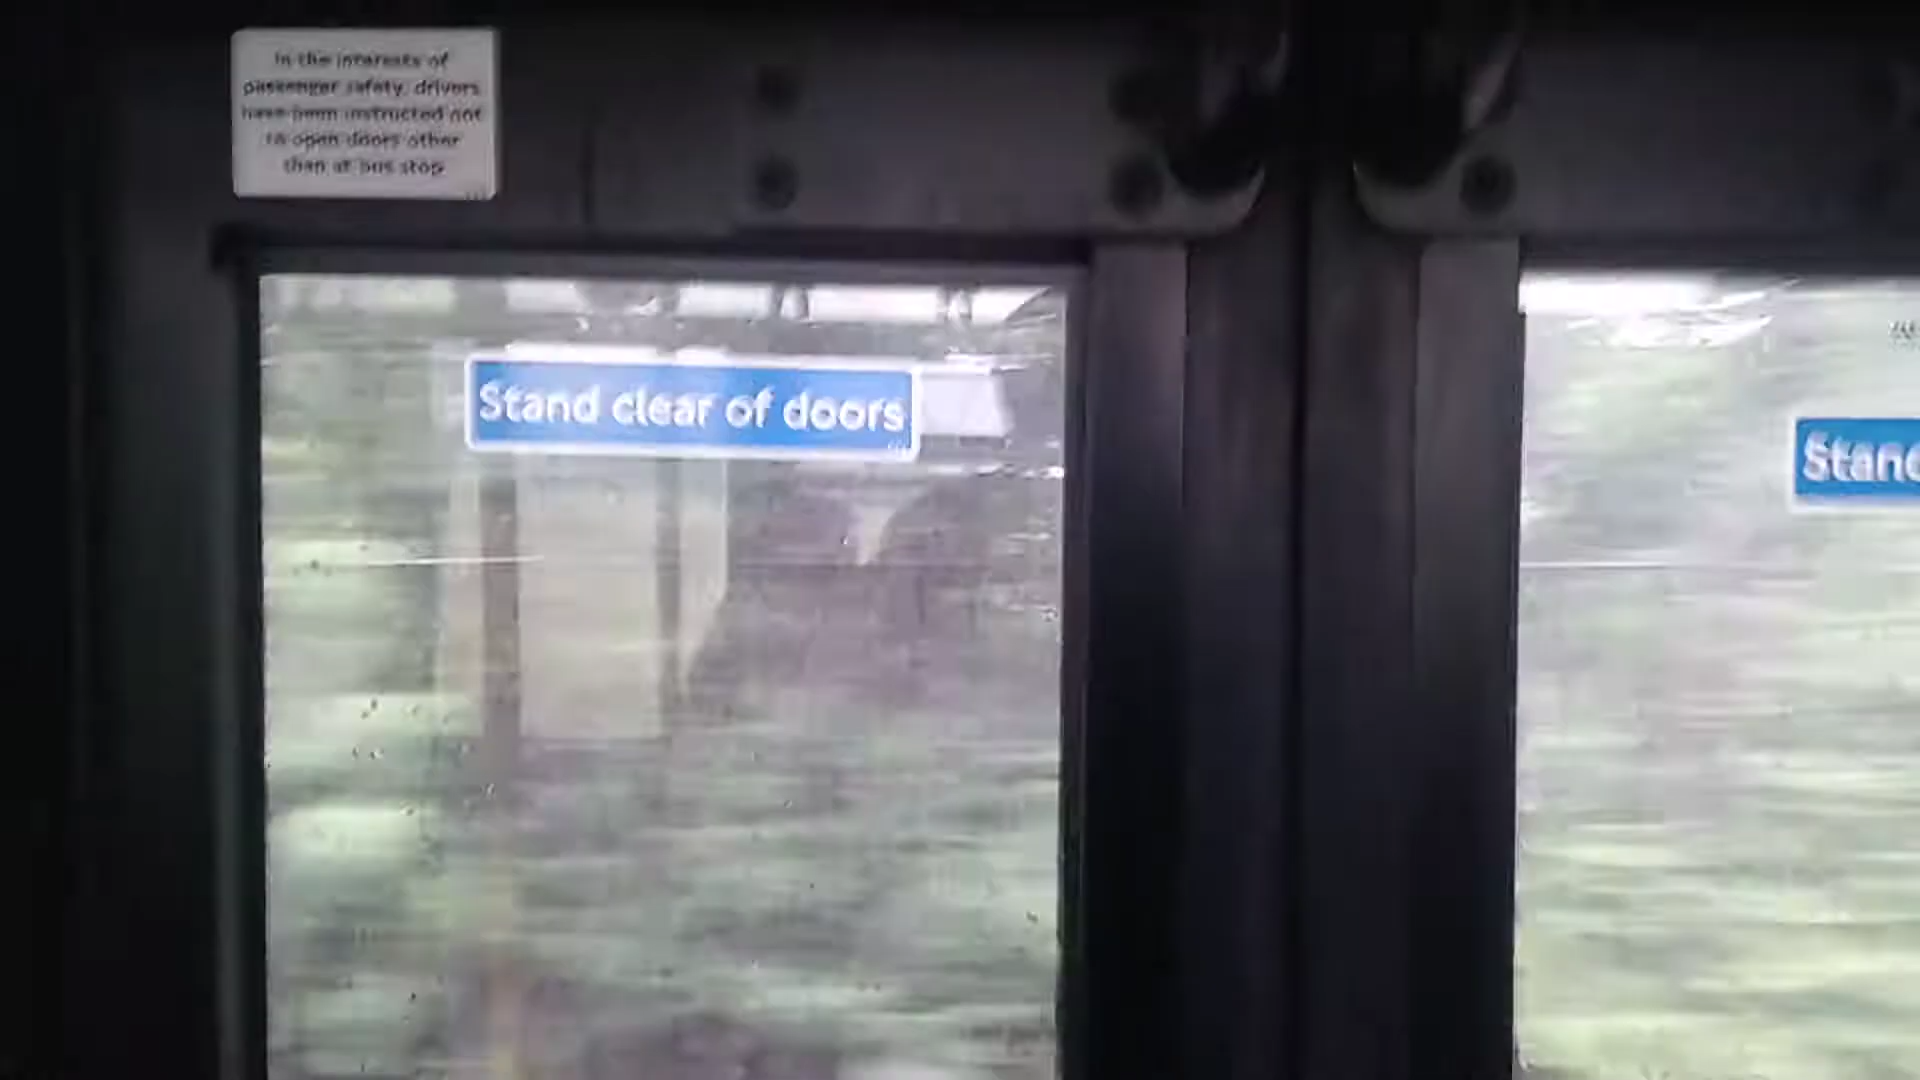 In the interests of
passenger safety, drivers
have been instructed not
to open doors other
than at bus stop
Stand clear of doors
Stand